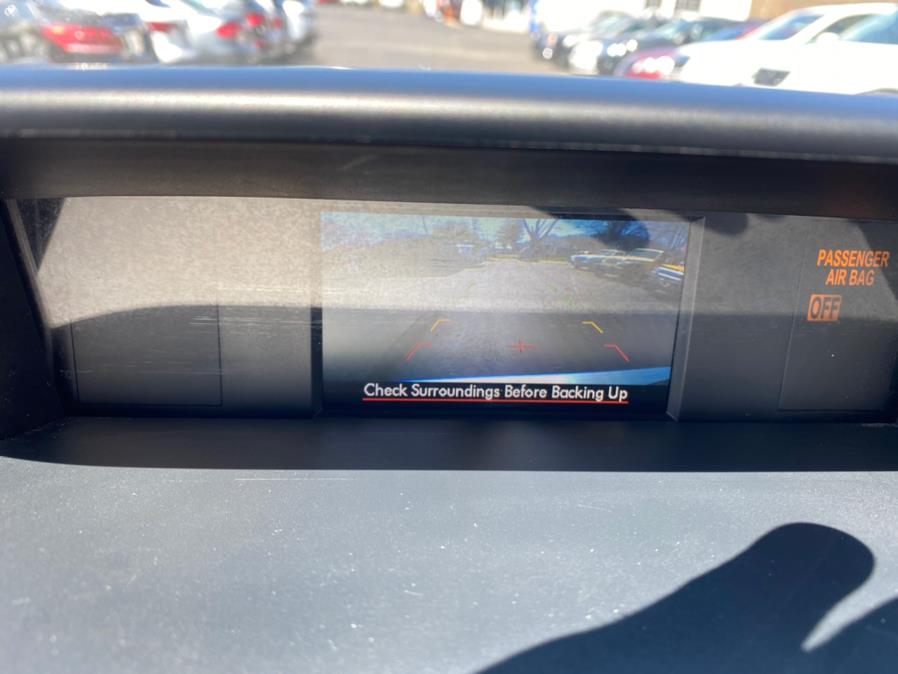 PASSENGER
AIR BAG
OFF
Check Surroundings Before Backing Up